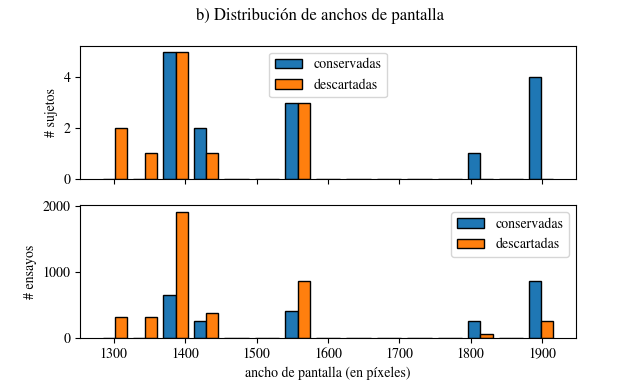 b) Distribución de anchos de pantalla
conservadas
descartadas
# sujetos
4
2
0
conservadas
descartadas
# ensayos
2000
1000
0
1300 1400 1500 1600 1700 1800 1900
ancho de pantalla (en píxeles)